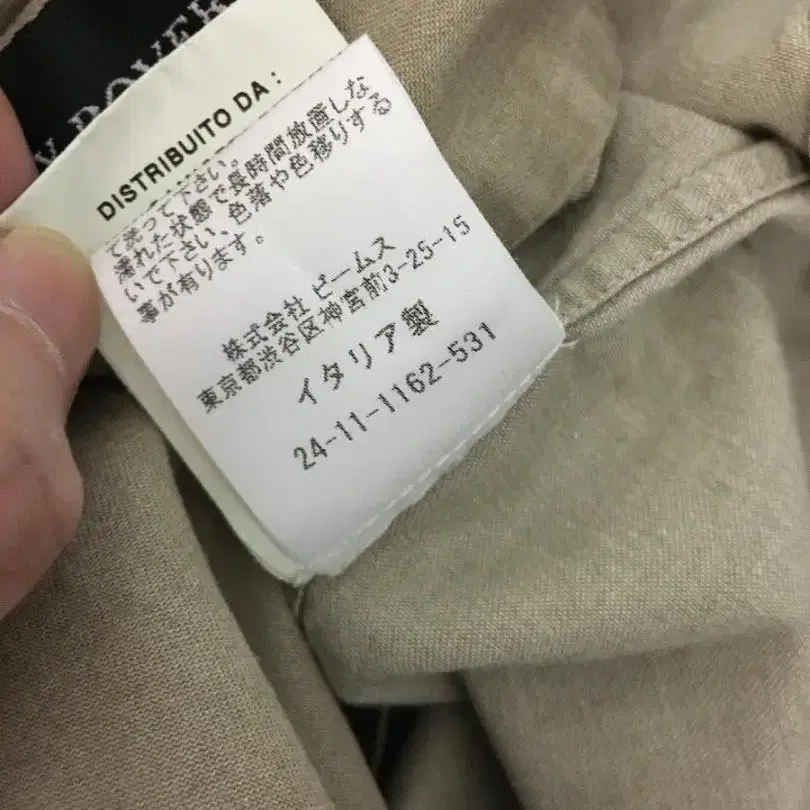 DISTRIBUITO DA :
て洗って下さい。
濡れた状態で長時間放置しな
いで下さい、色落や色移りする
事が有ります。
株式会社 ビームス
東京都渋谷区神宮前3-25-15
イタリア製
24-11-1162-531